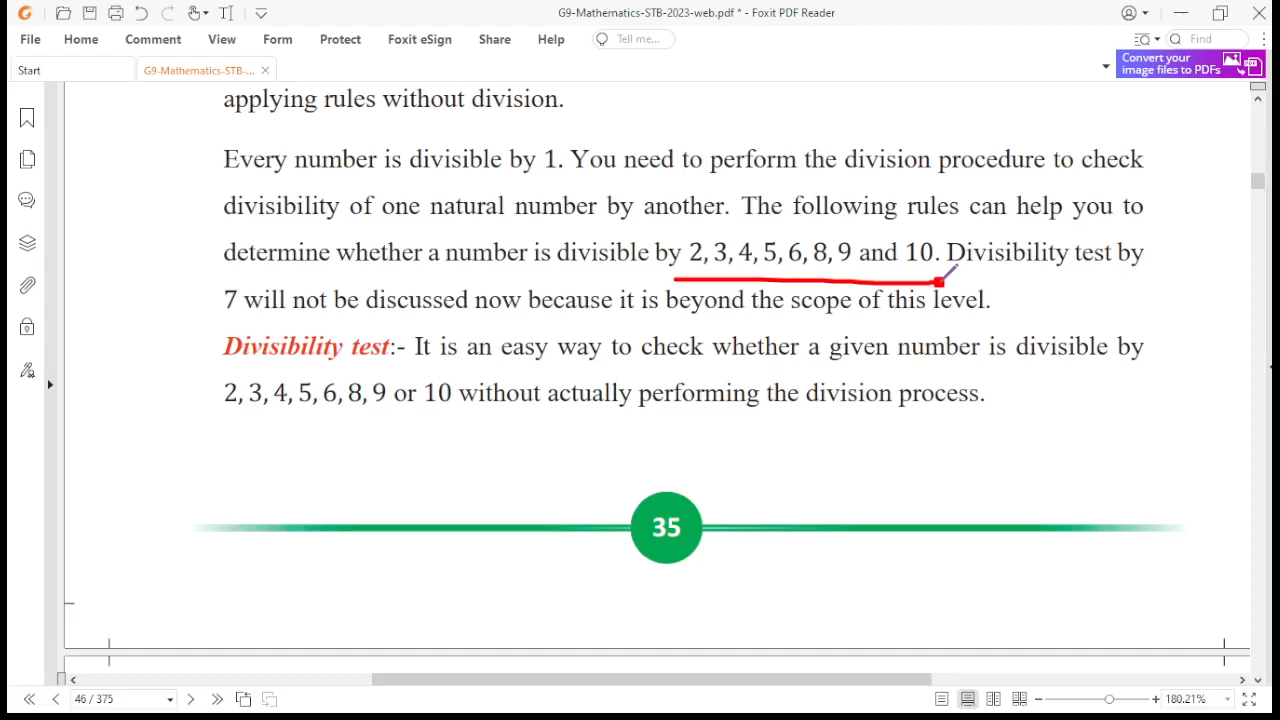 G9-Mathematics-STB-2023-web.pdf * - Foxit PDF Reader
File Home Comment View Form Protect Foxit eSign Share Help Tell me... Find
Start G9-Mathematics-STB-... Convert your
image files to PDFs
applying rules without division.
Every number is divisible by 1. You need to perform the division procedure to check
divisibility of one natural number by another. The following rules can help you to
determine whether a number is divisible by 2, 3, 4, 5, 6, 8, 9 and 10. Divisibility test by
7 will not be discussed now because it is beyond the scope of this level.
Divisibility test:- It is an easy way to check whether a given number is divisible by
2, 3, 4, 5, 6, 8, 9 or 10 without actually performing the division process.
35
46 / 375 180.21%